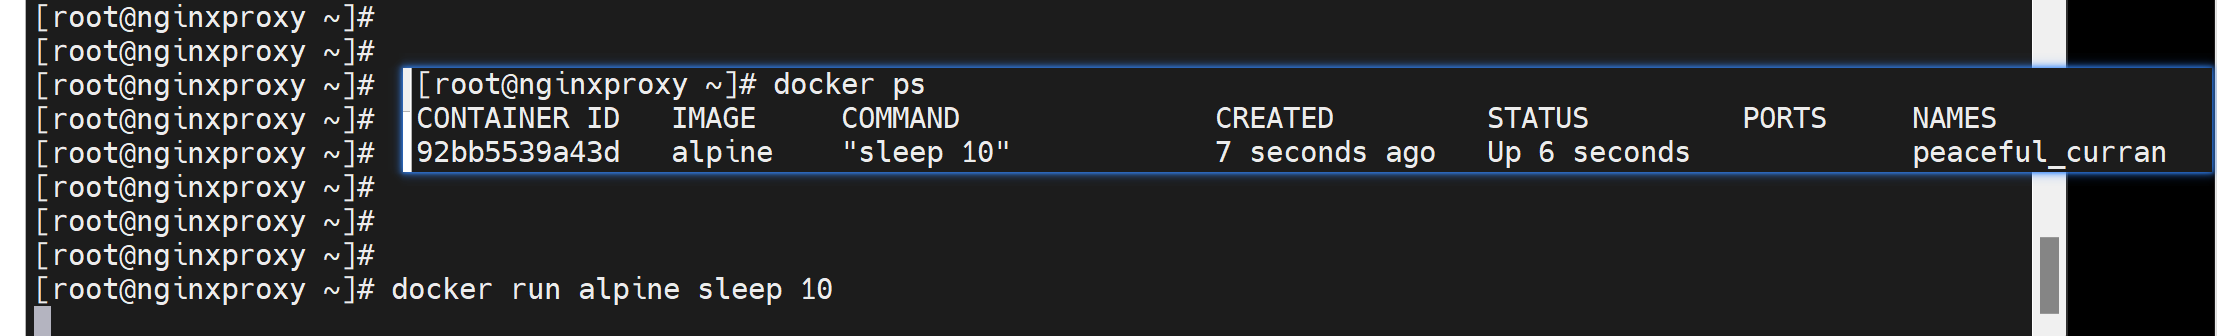 [root@nginxproxy ~]#
[root@nginxproxy ~]#
[root@nginxproxy ~]#
[root@nginxproxy ~]#
[root@nginxproxy ~]#
[root@nginxproxy ~]#
[root@nginxproxy ~]#
[root@nginxproxy ~]#
[root@nginxproxy ~]# docker run alpine sleep 10
[root@nginxproxy ~]# docker ps
CONTAINER ID   IMAGE     COMMAND               CREATED         STATUS         PORTS     NAMES
92bb5539a43d   alpine    "sleep 10"            7 seconds ago   Up 6 seconds             peaceful_curran